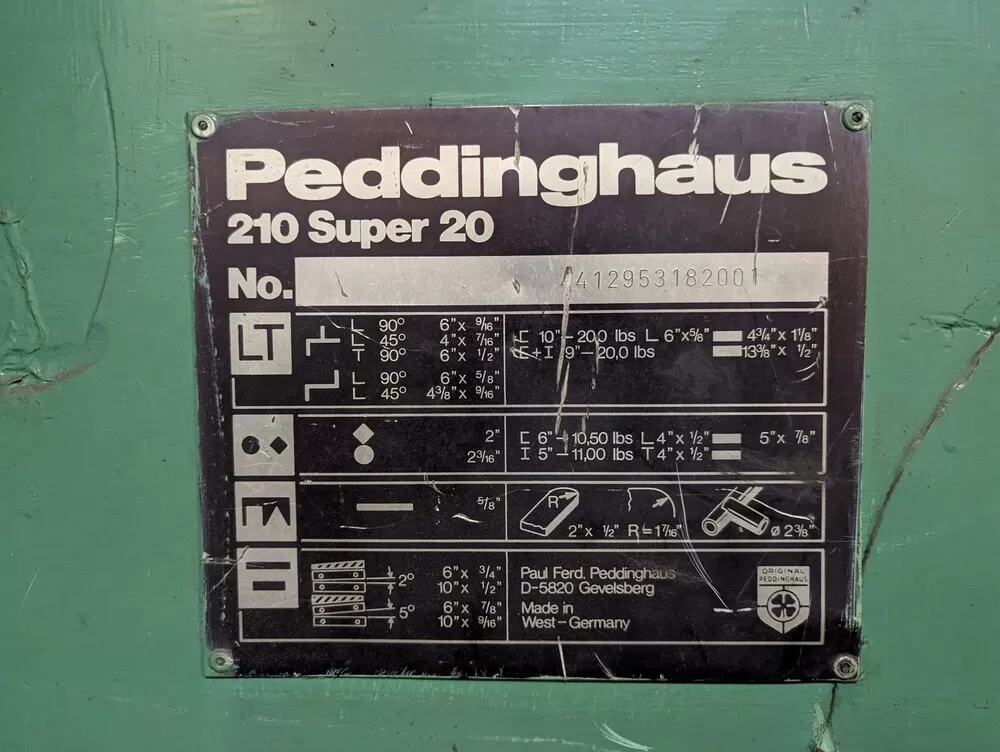 Peddinghaus
210 Super 20
No. 412953182001
90° 6"x 9/16"
45° 4"x 7/16"
90° 6"x 1/2"
90° 6"x 5/8"
45° 4 3/8"x 9/16"
10"–20,0 lbs 6"x 5/8" 4 3/4"x 1 1/8"
+ 9"–20,0 lbs 13 3/8"x 1/2"
2"
2 3/16"
6"–10,50 lbs 4"x 1/2" 5"x 7/8"
5"–11,00 lbs 4"x 1/2"
5/8"
R
2"x 1/2" R=1 7/16" ø 2 3/8"
2° 6"x 3/4"
10"x 1/2"
5° 6"x 7/8"
10"x 9/16"
Paul Ferd. Peddinghaus
D-5820 Gevelsberg
Made in
West-Germany
ORIGINAL
PEDDINGHAUS